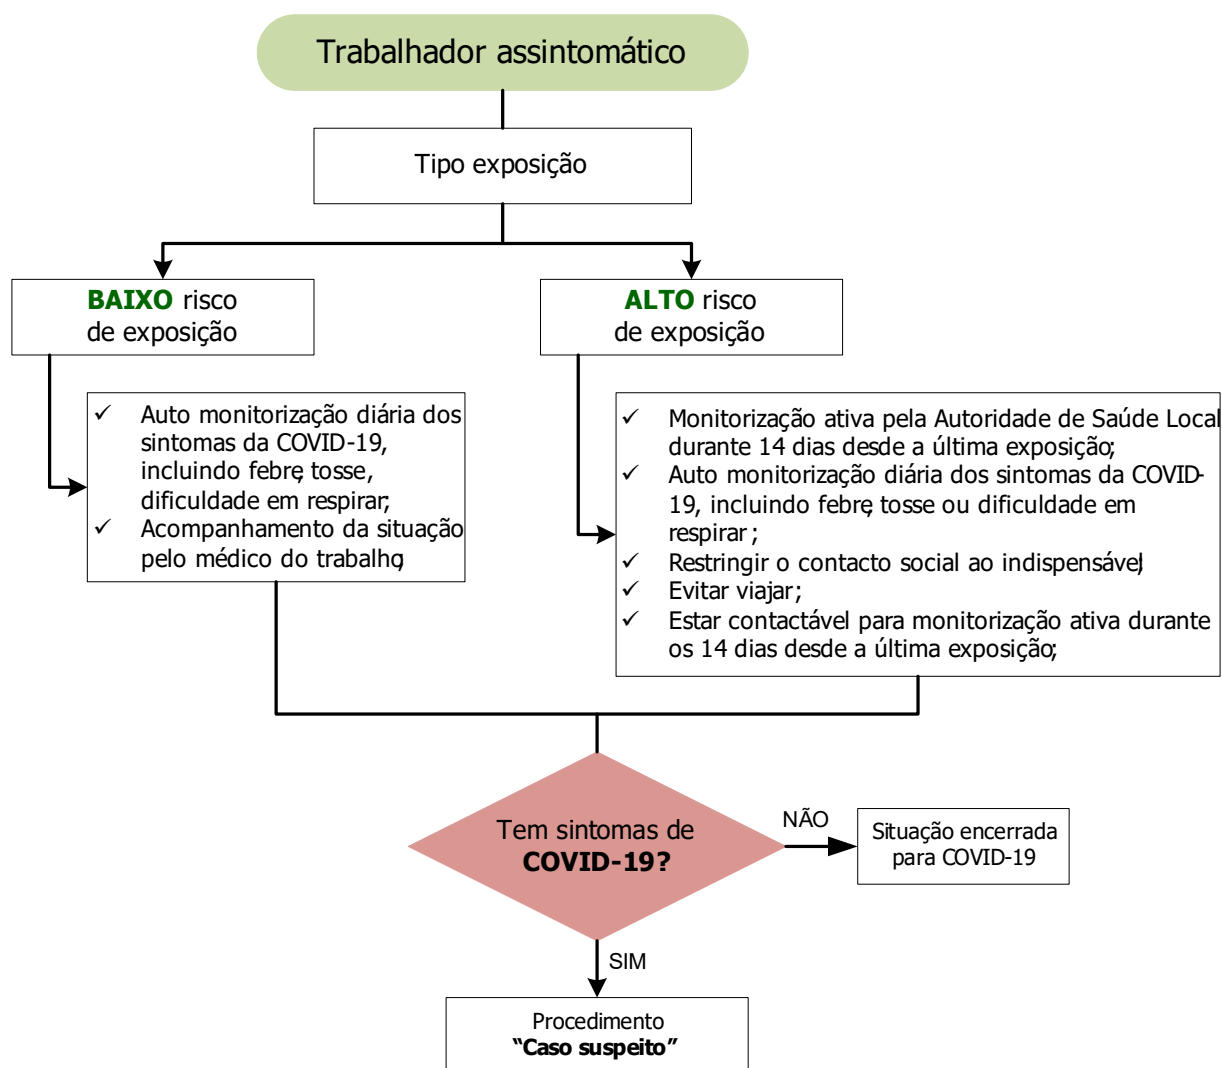 Trabalhador assintomático
Tipo exposição
BAIXO risco
de exposição
ALTO risco
de exposição
✓ Auto monitorização diária dos
sintomas da COVID-19,
incluindo febre, tosse,
dificuldade em respirar;
✓ Acompanhamento da situação
pelo médico do trabalho;
✓ Monitorização ativa pela Autoridade de Saúde Local
durante 14 dias desde a última exposição;
✓ Auto monitorização diária dos sintomas da COVID-
19, incluindo febre, tosse ou dificuldade em
respirar ;
✓ Restringir o contacto social ao indispensável;
✓ Evitar viajar;
✓ Estar contactável para monitorização ativa durante
os 14 dias desde a última exposição;
Tem sintomas de
COVID-19?
NÃO
Situação encerrada
para COVID-19
SIM
Procedimento
“Caso suspeito”